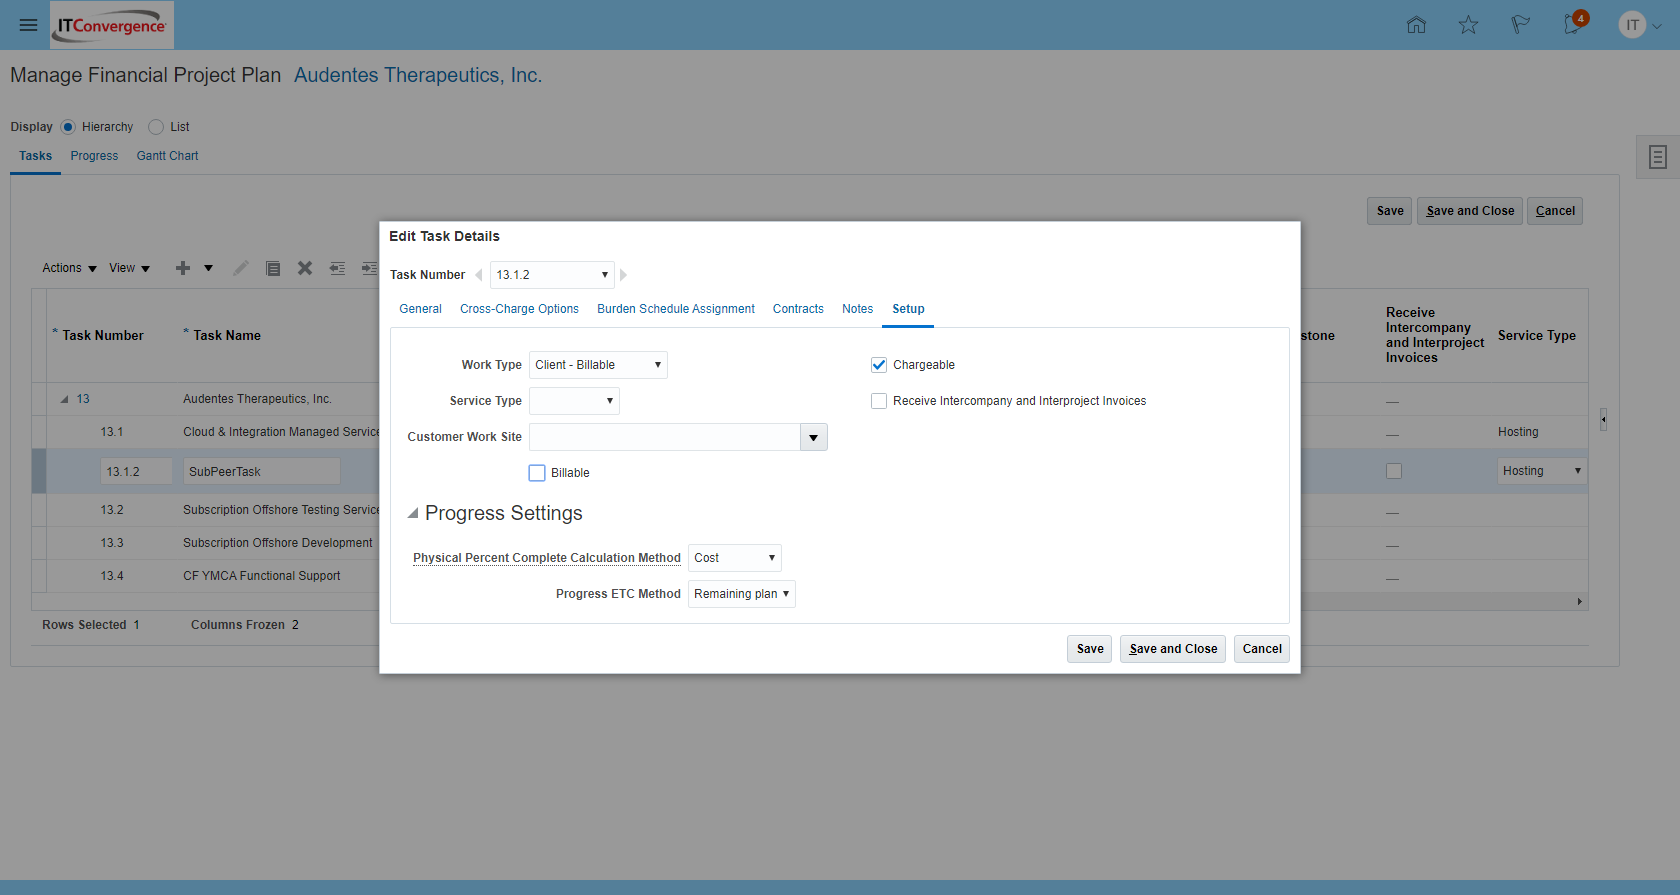 ITConvergence
4
IT
Manage Financial Project Plan Audentes Therapeutics, Inc.
Display Hierarchy List
Tasks Progress Gantt Chart
Save Save and Close Cancel
Actions View
* Task Number * Task Name
stone
Receive
Intercompany
and Interproject
Invoices
Service Type
13 Audentes Therapeutics, Inc. —
13.1 Cloud & Integration Managed Service — Hosting
13.1.2 SubPeerTask Hosting
13.2 Subscription Offshore Testing Service —
13.3 Subscription Offshore Development —
13.4 CF YMCA Functional Support —
Rows Selected 1 Columns Frozen 2
Edit Task Details
Task Number 13.1.2
General Cross-Charge Options Burden Schedule Assignment Contracts Notes Setup
Work Type Client - Billable Chargeable
Service Type Receive Intercompany and Interproject Invoices
Customer Work Site
Billable
Progress Settings
Physical Percent Complete Calculation Method Cost
Progress ETC Method Remaining plan
Save Save and Close Cancel